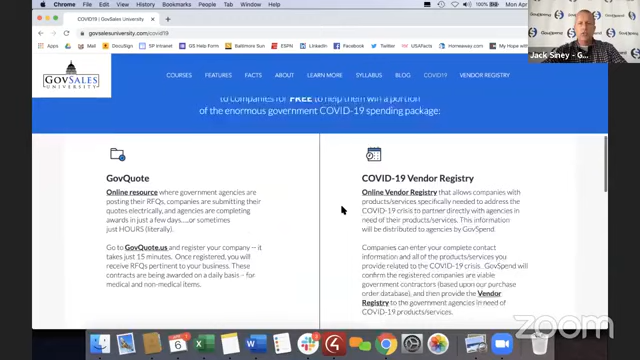 Chrome File Edit View History Bookmarks People Tab Window Help
100%
COVID19 | GovSales University
govsalesuniversity.com/covid19
Apps DocuSign SP Intranet GS Help Form Baltimore Sun ESPN LinkedIn Facebook Twitter USAFacts Homeaway.com My Hope
GOVSALES
UNIVERSITY
COURSES FEATURES FACTS ABOUT LEARN MORE SYLLABUS BLOG COVID19 VENDOR REGISTRY
to companies for FREE to help them win a portion
of the enormous government COVID-19 spending package:
GovQuote
Online resource where government agencies are
posting their RFQs, companies are submitting their
quotes electrically, and agencies are completing
awards in just a few days....or sometimes
just HOURS (literally).
Go to GovQuote.us and register your company – it
takes just 15 minutes. Once registered, you will
receive RFQs pertinent to your business. These
contracts are being awarded on a daily basis – for
medical and non-medical items.
COVID-19 Vendor Registry
Online Vendor Registry that allows companies with
products/services specifically needed to address the
COVID-19 crisis to partner directly with agencies in
need of their products/services. This information
will be distributed to agencies by GovSpend.
Companies can enter your complete contact
information and all of the products/services you
provide related to the COVID-19 crisis. GovSpend will
confirm the registered companies are viable
government contractors (based upon our purchase
order database), and then provide the Vendor
Registry to the government agencies in need of
COVID-19 products/services.
Jack Siney - G...
6
zoom